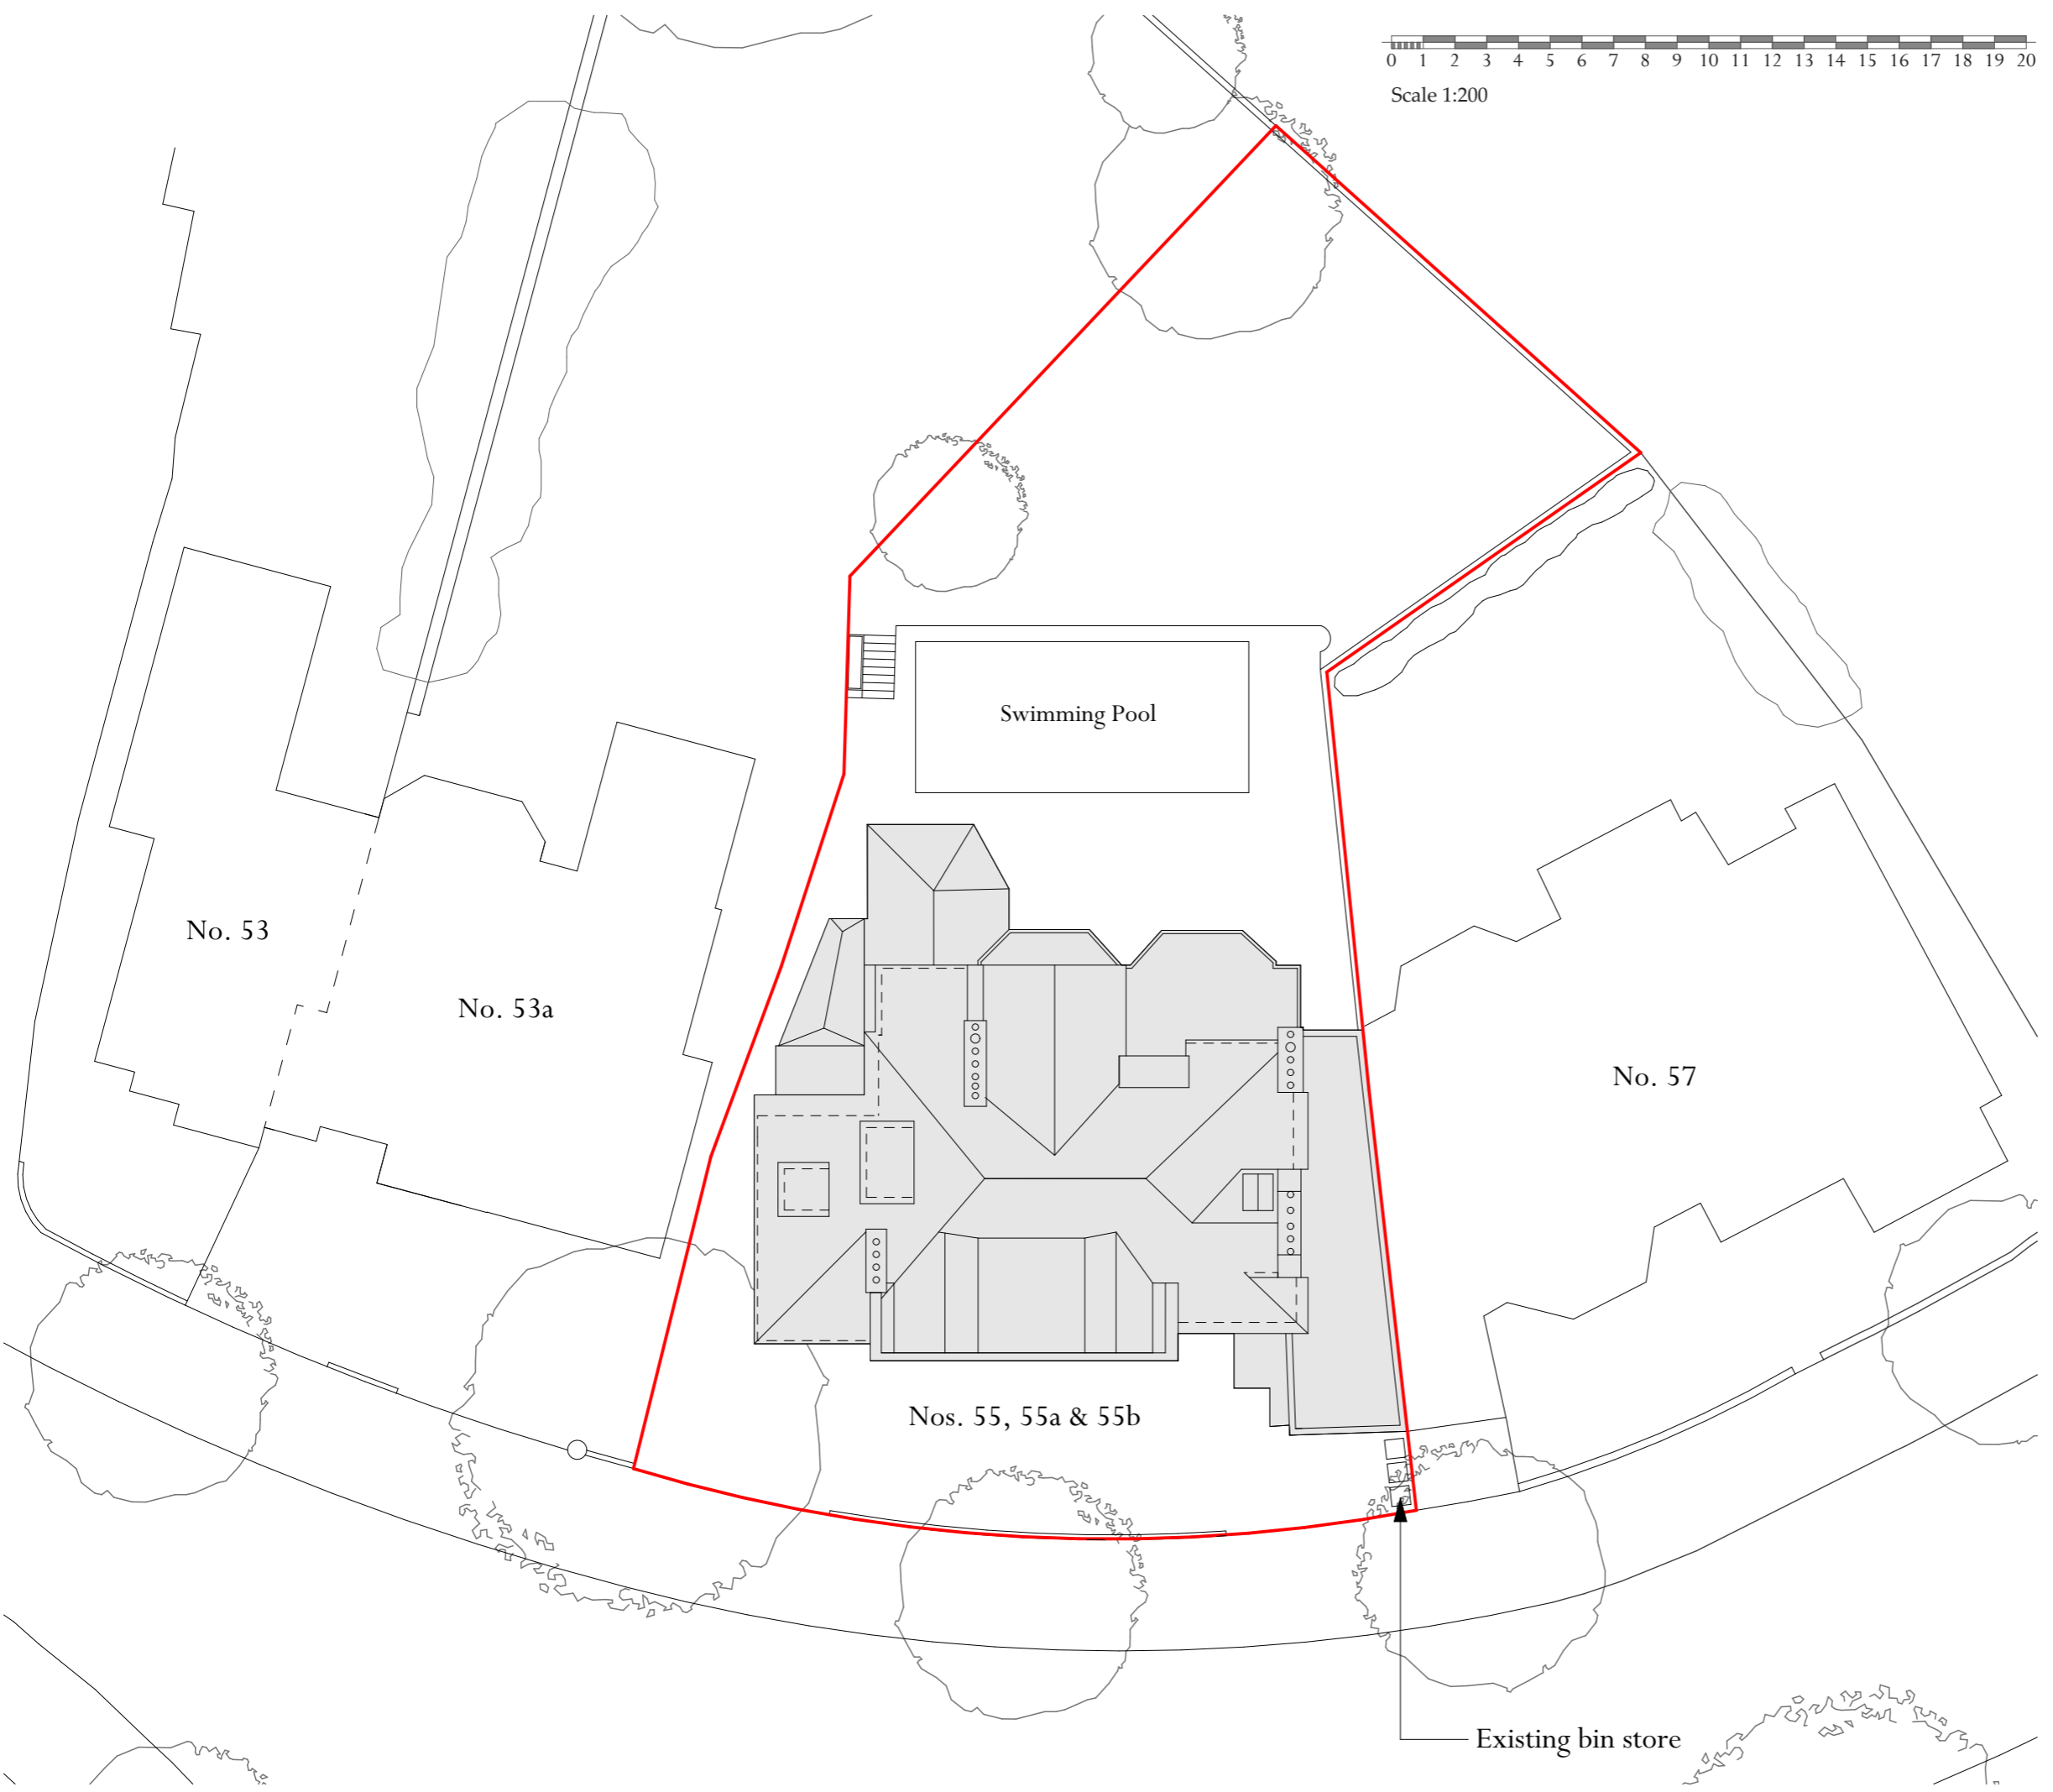 0 1 2 3 4 5 6 7 8 9 10 11 12 13 14 15 16 17 18 19 20
Scale 1:200
Swimming Pool
No. 53
No. 53a
No. 57
Nos. 55, 55a & 55b
Existing bin store